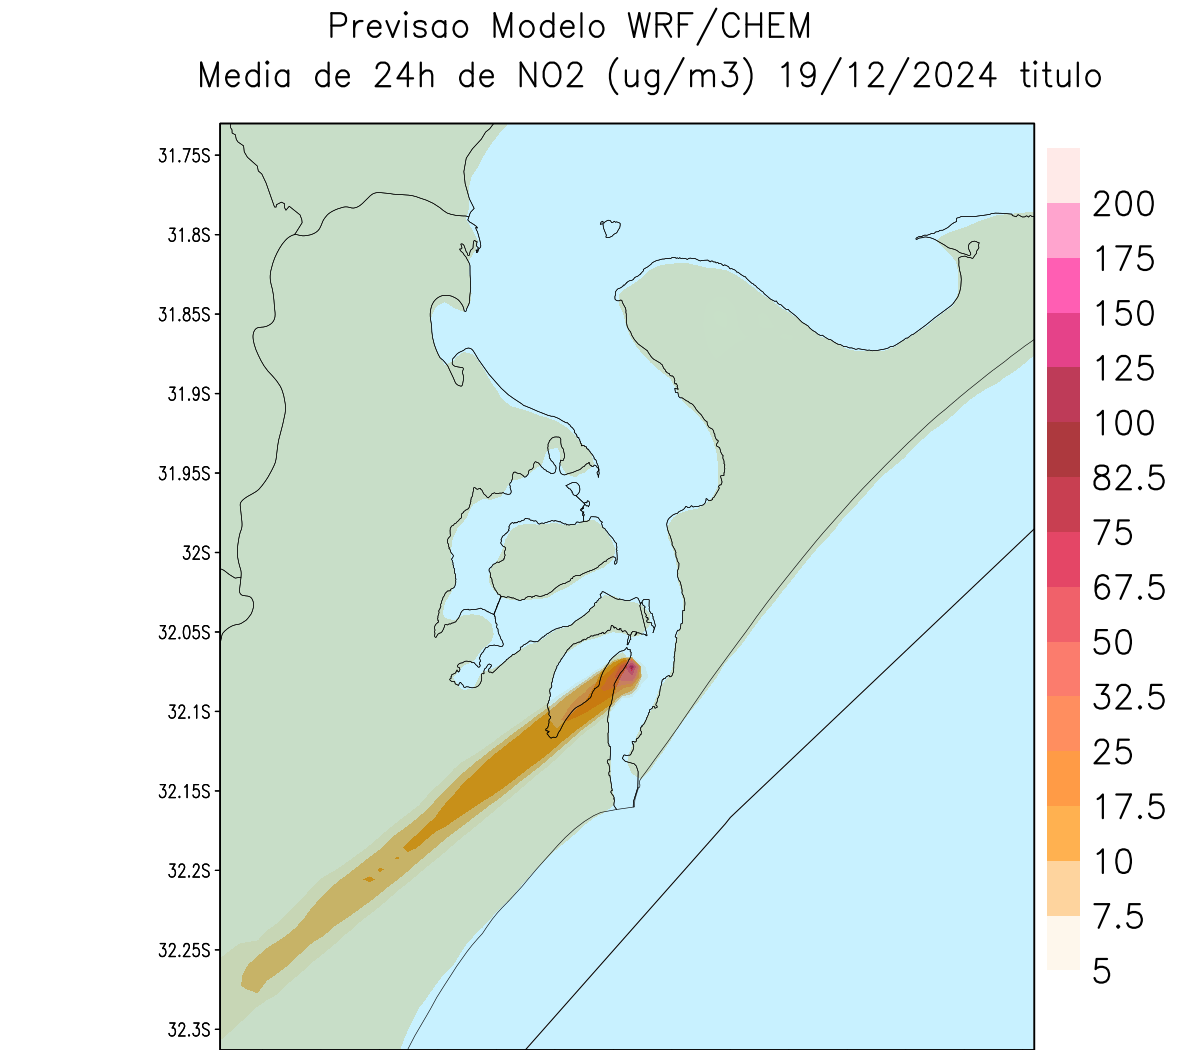 Previsao Modelo WRF/CHEM
Media de 24h de NO2 (ug/m3) 19/12/2024 titulo
31.75S
31.8S
31.85S
31.9S
31.95S
32S
32.05S
32.1S
32.15S
32.2S
32.25S
32.3S
200
175
150
125
100
82.5
75
67.5
50
32.5
25
17.5
10
7.5
5